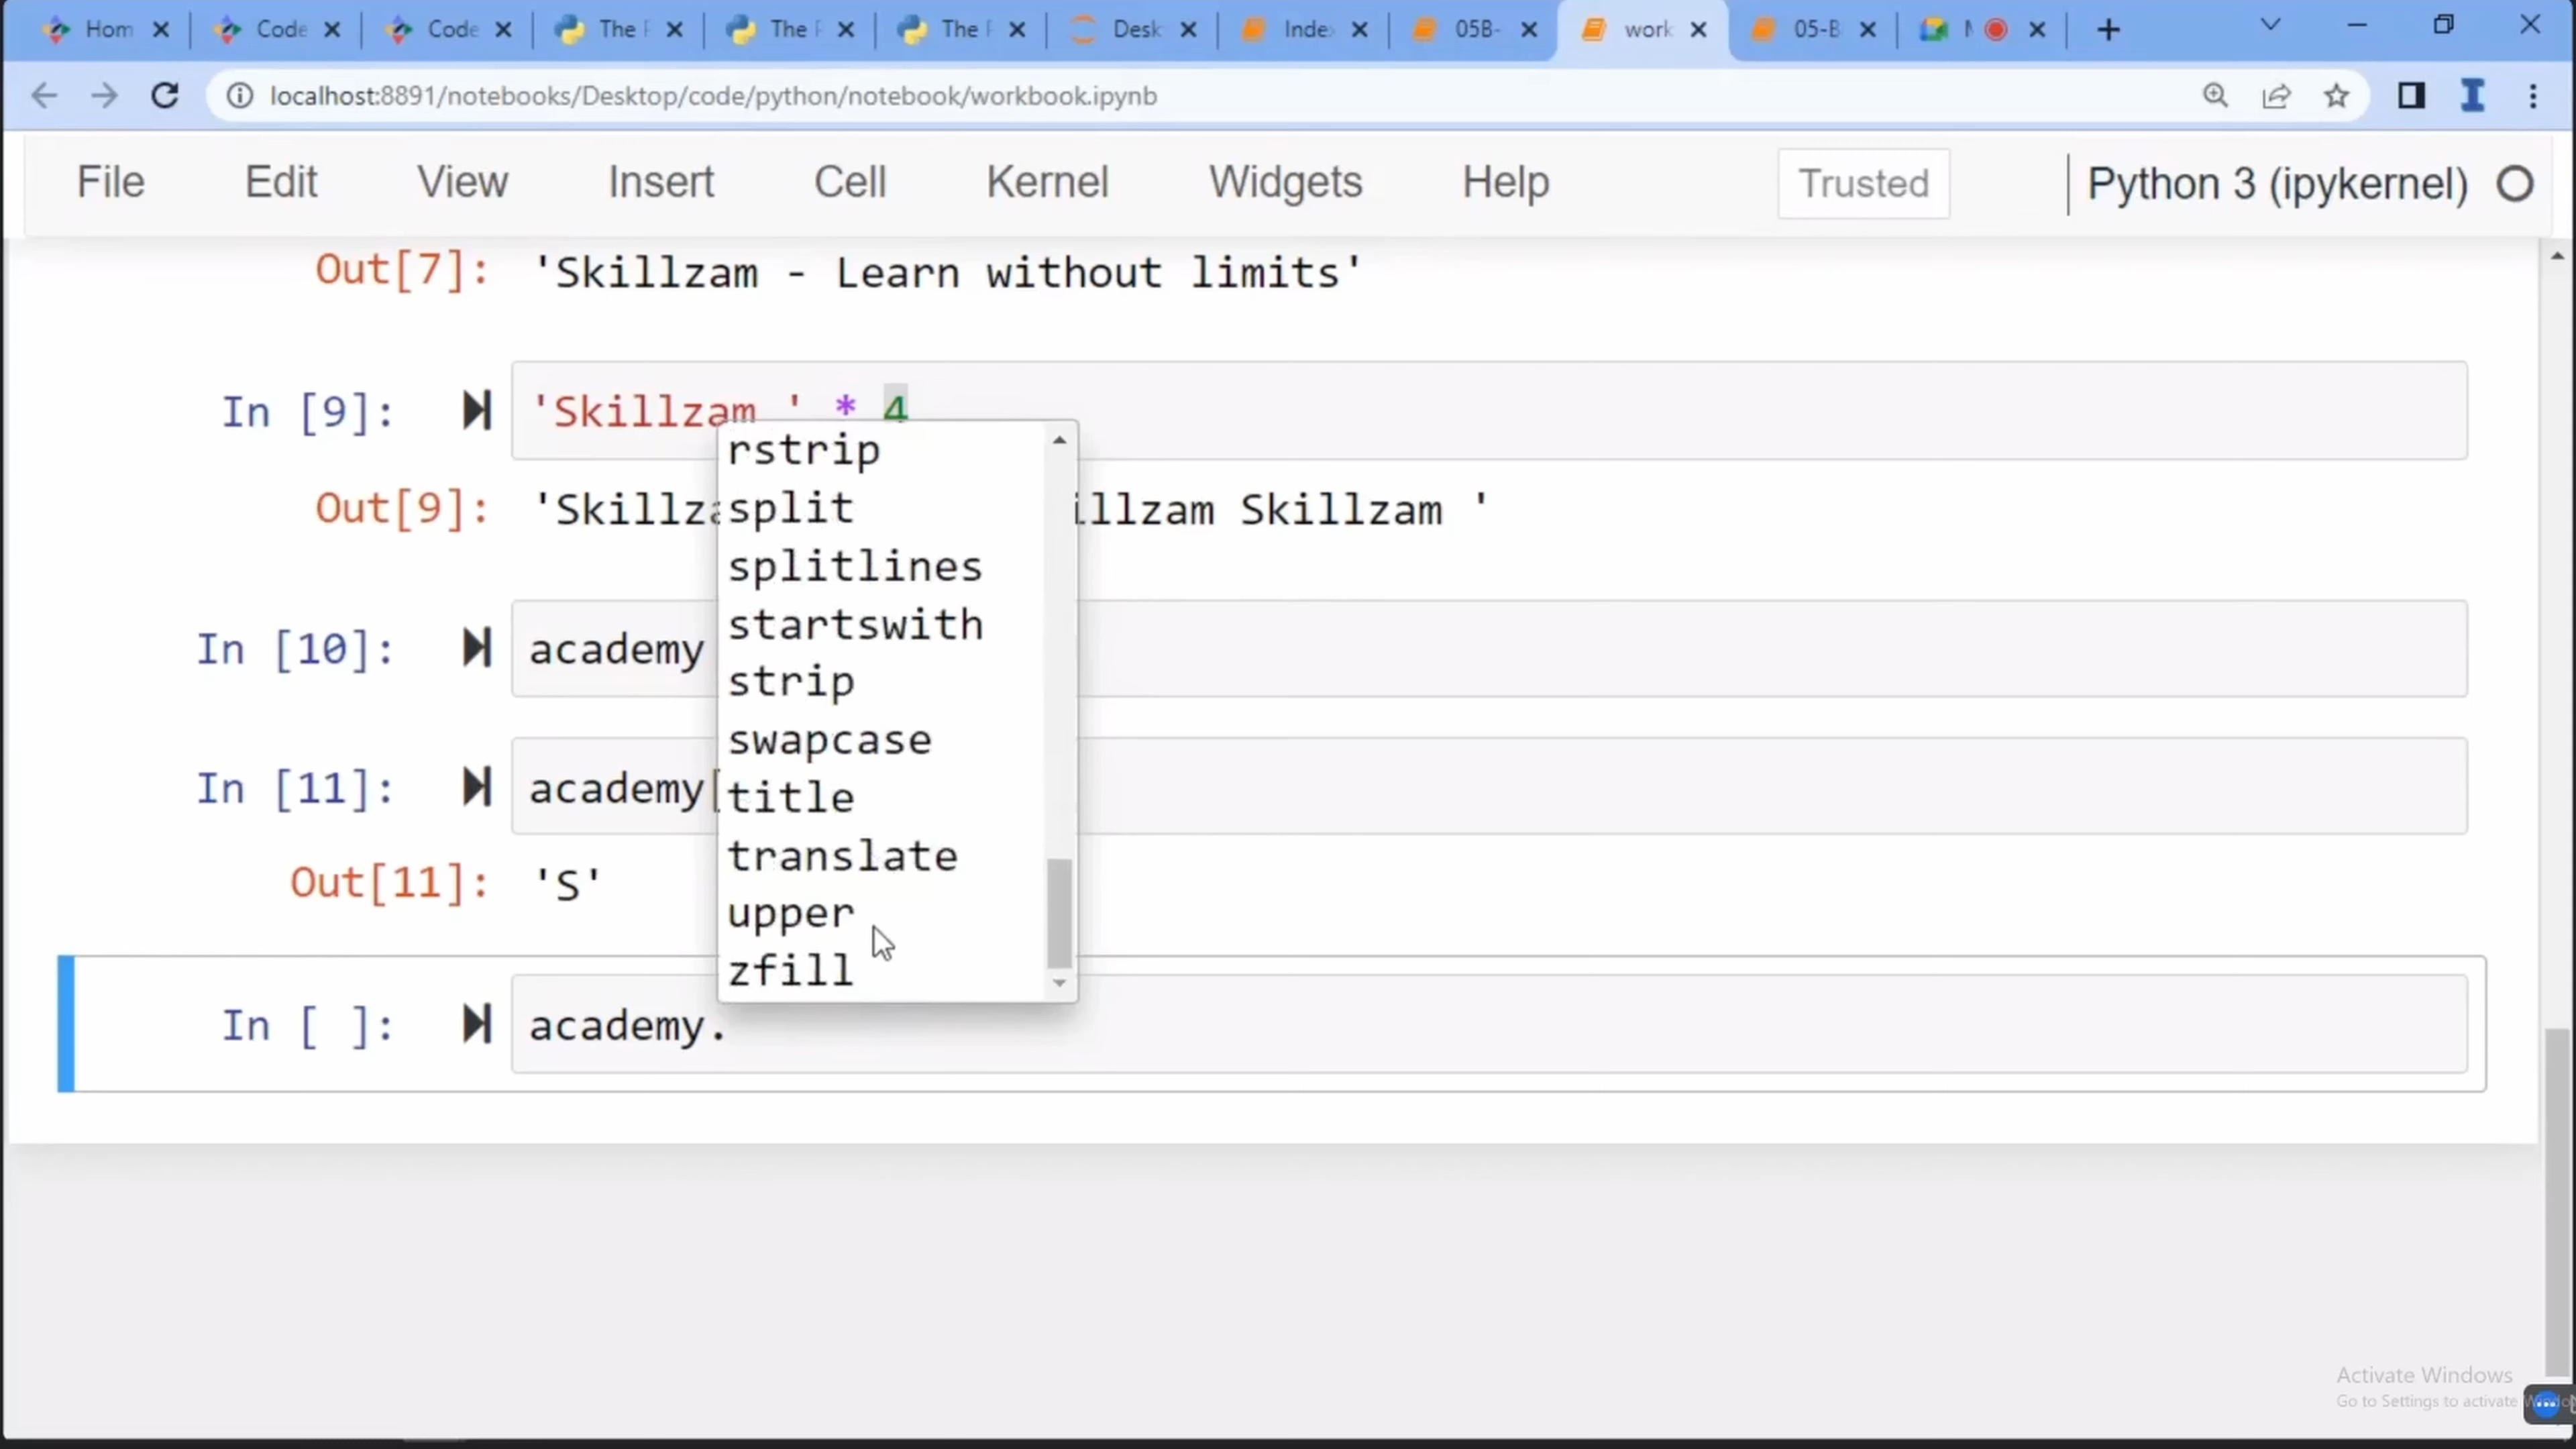 Hom Code Code The The The Desk Inde 05B- work 05-B
localhost:8891/notebooks/Desktop/code/python/notebook/workbook.ipynb
File Edit View Insert Cell Kernel Widgets Help Trusted Python 3 (ipykernel)
Out[7]: 'Skillzam - Learn without limits'
In [9]: 'Skillzam ' * 4
rstrip
Out[9]: 'Skillza illzam Skillzam '
split
splitlines
startswith
In [10]: academy
strip
swapcase
In [11]: academy[
title
translate
Out[11]: 'S'
upper
zfill
In [ ]: academy.
Activate Windows
Go to Settings to activate